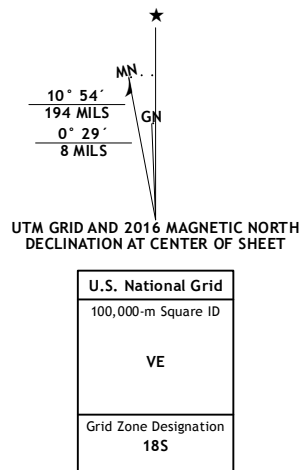 ★
MN
GN
10° 54´
194 MILS
0° 29´
8 MILS
UTM GRID AND 2016 MAGNETIC NORTH
DECLINATION AT CENTER OF SHEET
U.S. National Grid
100,000-m Square ID
VE
Grid Zone Designation
18S